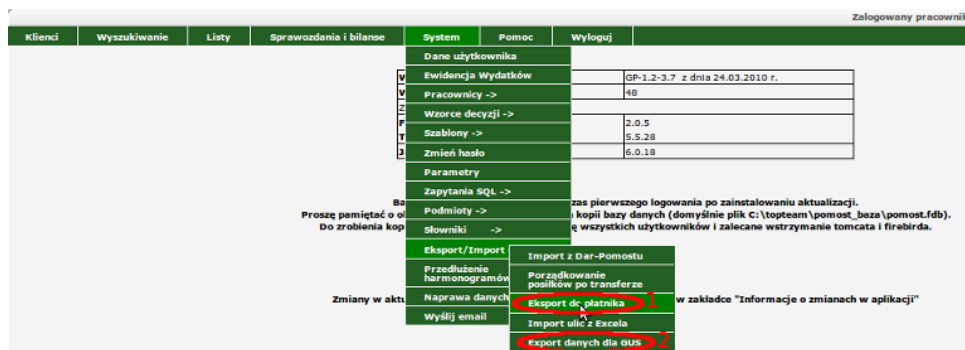 Zalogowany pracownik
Klienci Wyszukiwanie Listy Sprawozdania i bilanse System Pomoc Wyloguj
Dane użytkownika
Ewidencja Wydatków GP-1.2-3.7 z dnia 24.03.2010 r.
Pracownicy -> 48
Wzorce decyzji ->
Szablony -> 2.0.5
5.5.28
Zmień hasło 6.0.18
Parametry
Zapytania SQL ->
Ba zas pierwszego logowania po zainstalowaniu aktualizacji.
Podmioty ->
Proszę pamiętać o ol kopii bazy danych (domyślnie plik C:\topteam\pomost_baza\pomost.fdb).
Do zrobienia kop ę wszystkich użytkowników i zalecane wstrzymanie tomcata i firebirda.
Słowniki ->
Eksport/Import
Import z Dar-Pomostu
Przedłużenie
harmonogramów
Porządkowanie
posiłków po transferze
Zmiany w aktu Naprawa danych Eksport do płatnika 1 w zakładce "Informacje o zmianach w aplikacji"
Wyślij email Import ulic z Excela
Export danych dla GUS 2